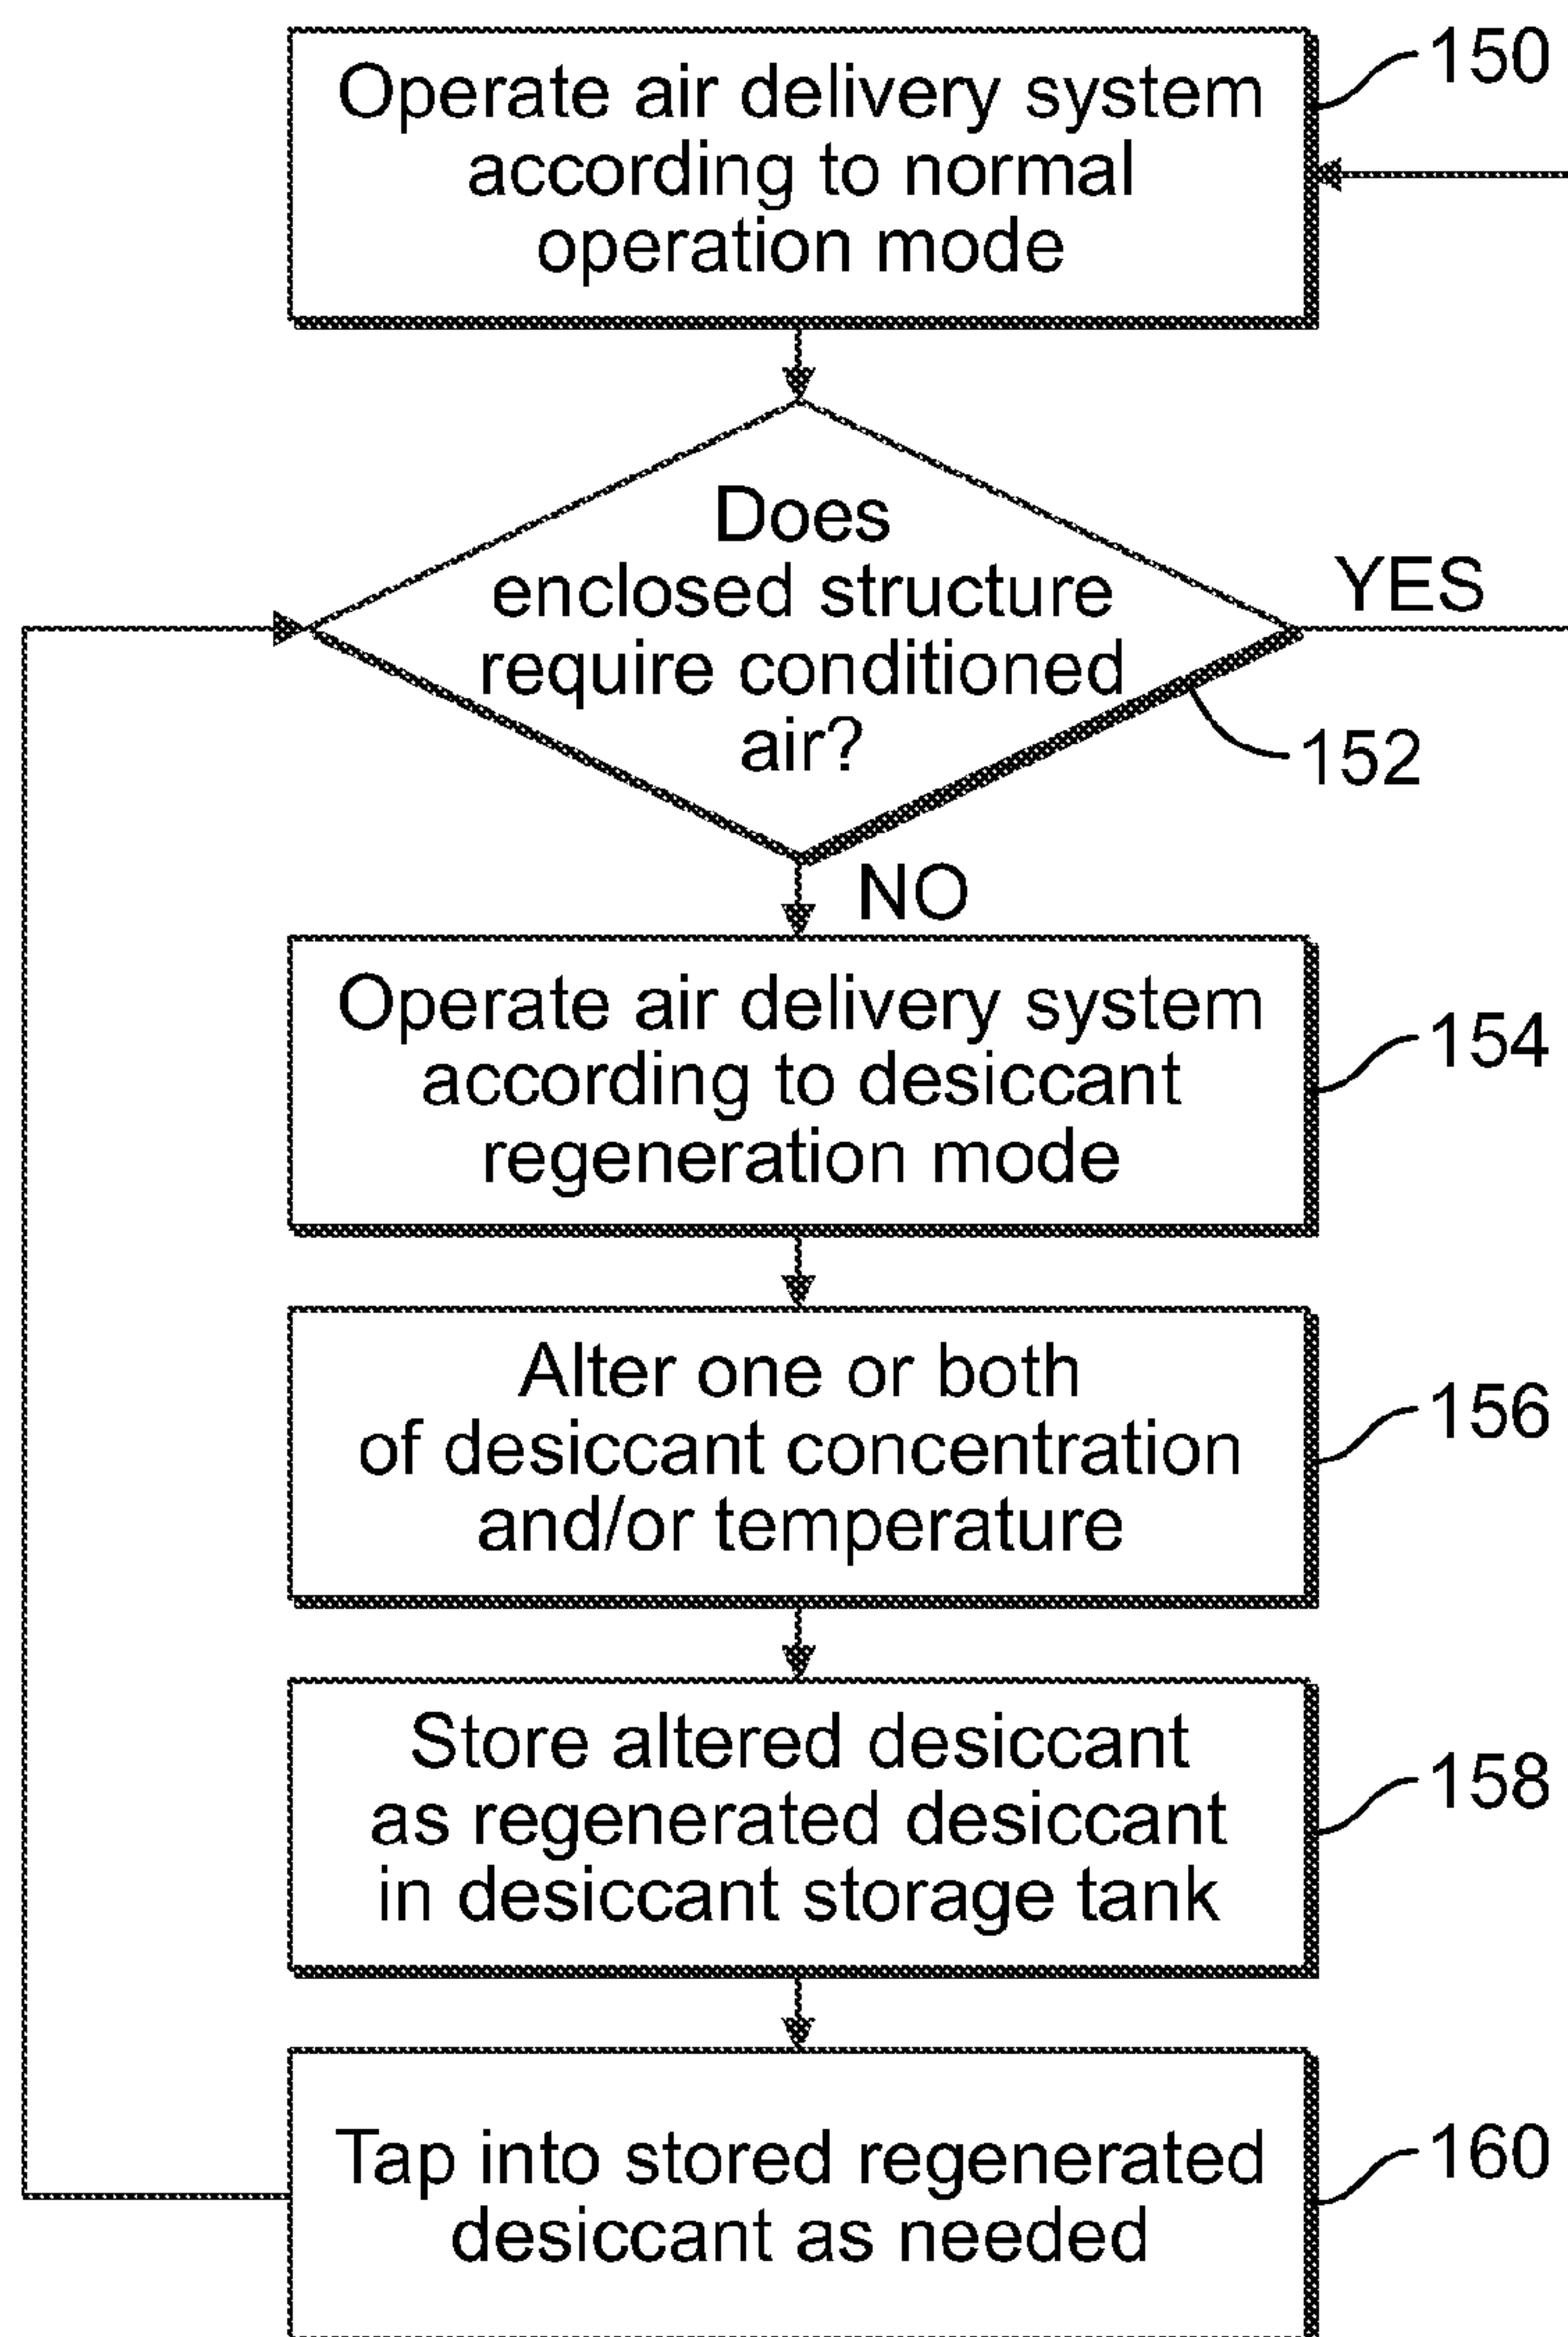 Operate air delivery system
according to normal
operation mode
150
Does
enclosed structure
require conditioned
air?
YES
152
NO
Operate air delivery system
according to desiccant
regeneration mode
154
Alter one or both
of desiccant concentration
and/or temperature
156
Store altered desiccant
as regenerated desiccant
in desiccant storage tank
158
Tap into stored regenerated
desiccant as needed
160